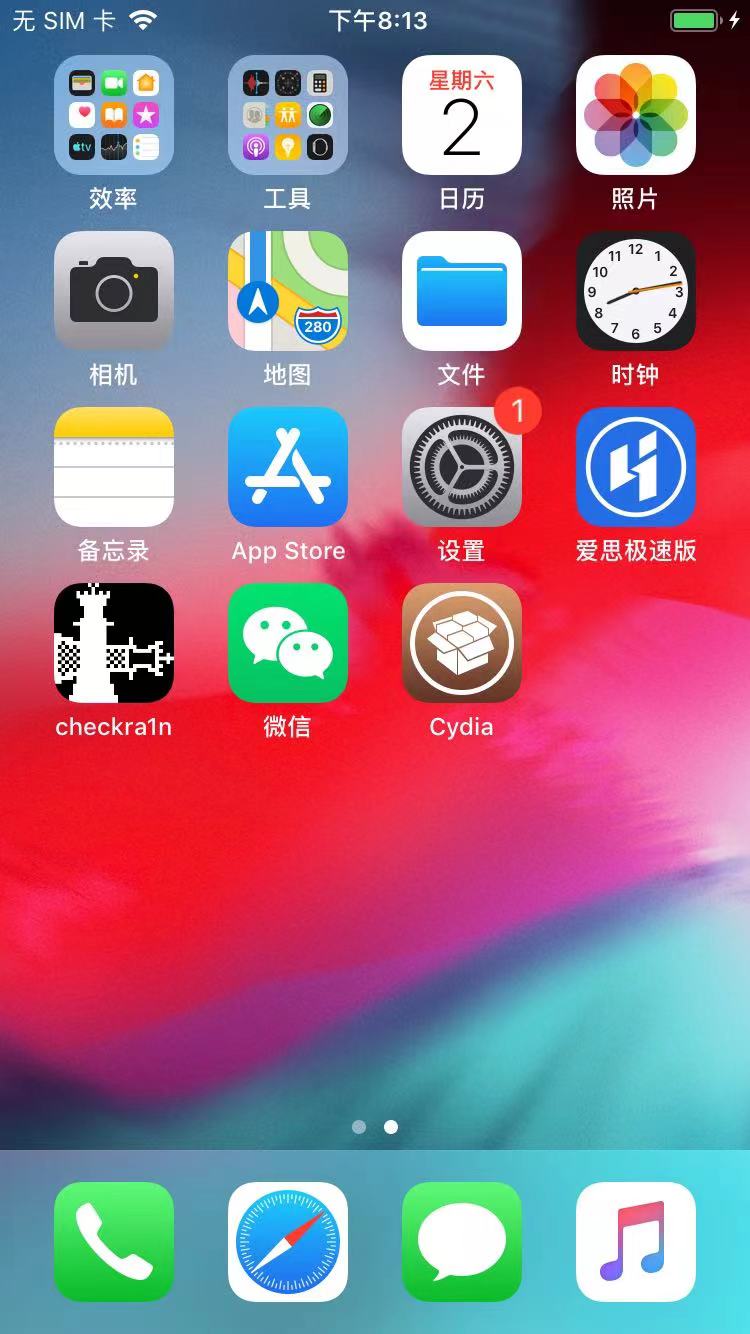 无 SIM 卡 下午8:13
效率 工具 星期六 2 日历 照片
280
相机 地图 文件 12 1 2 3 4 5 6 7 8 9 10 11 时钟
1
备忘录 App Store 设置 爱思极速版
checkra1n 微信 Cydia